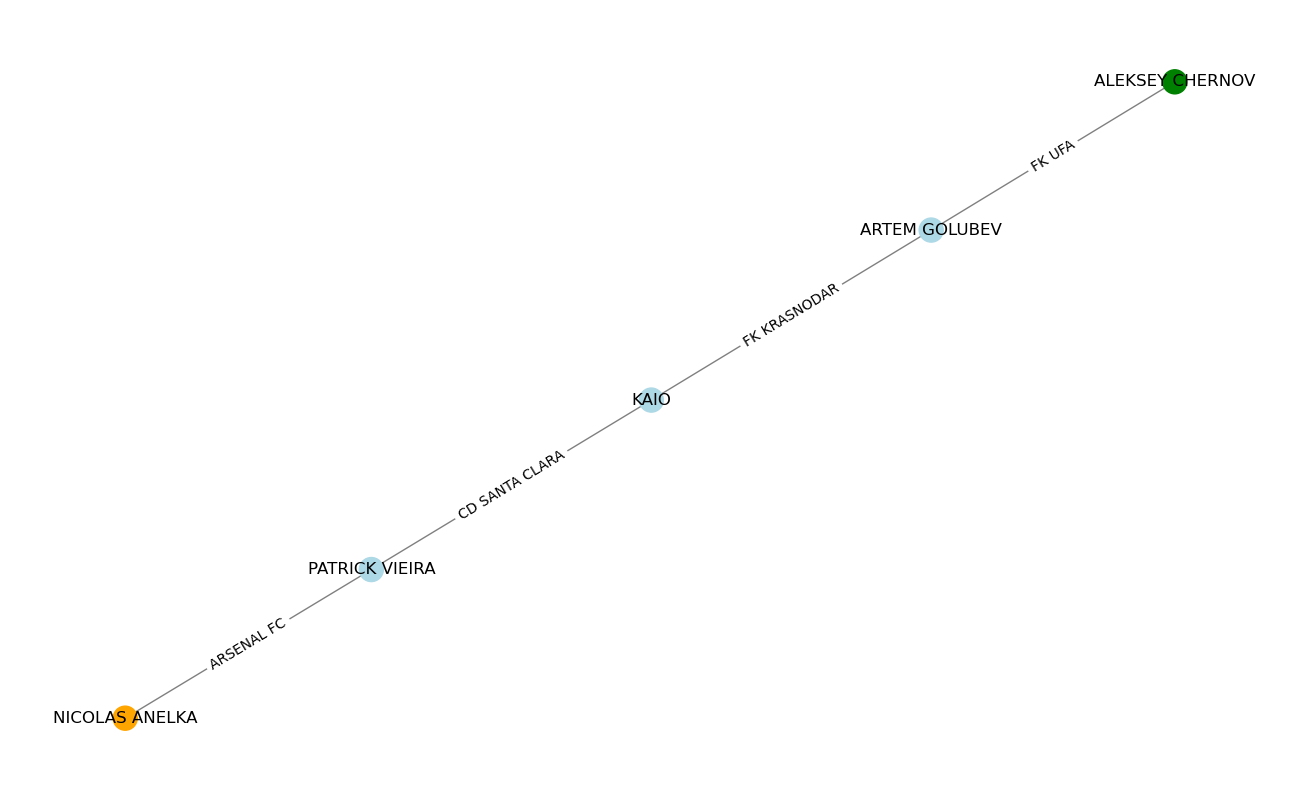 ALEKSEY CHERNOV
FK UFA
ARTEM GOLUBEV
FK KRASNODAR
KAIO
CD SANTA CLARA
PATRICK VIEIRA
ARSENAL FC
NICOLAS ANELKA